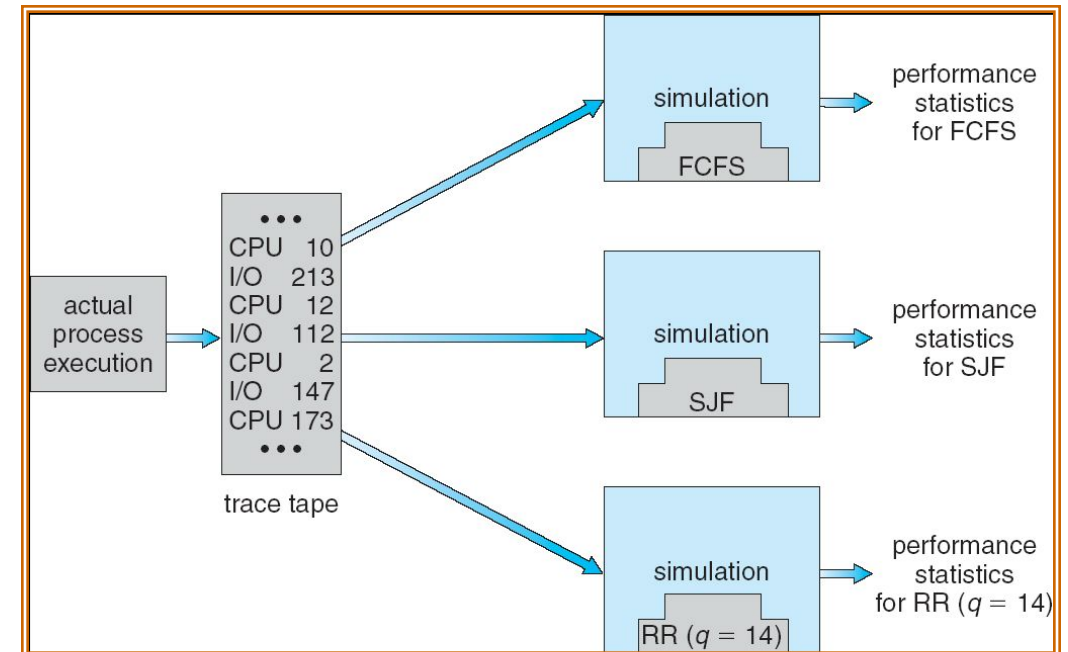 actual
process
execution
• • •
CPU 10
I/O 213
CPU 12
I/O 112
CPU 2
I/O 147
CPU 173
• • •
trace tape
simulation
FCFS
performance
statistics
for FCFS
simulation
SJF
performance
statistics
for SJF
simulation
RR (q = 14)
performance
statistics
for RR (q = 14)